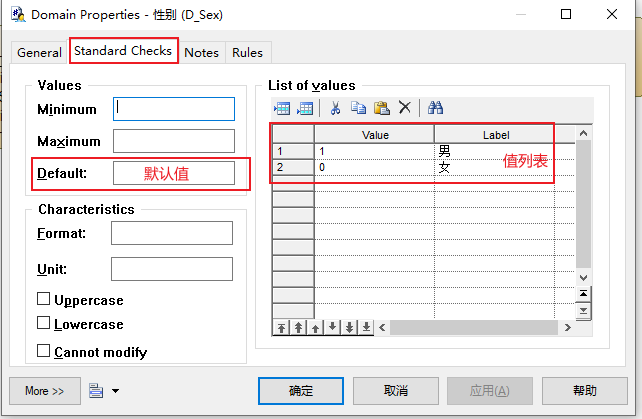 Domain Properties - 性别 (D_Sex)
General Standard Checks Notes Rules
Values
Minimum
Maximum
Default: 默认值
Characteristics
Format:
Unit:
Uppercase
Lowercase
Cannot modify
List of values
Value Label
1 1 男
2 0 女
值列表
More >> 确定 取消 应用(A) 帮助